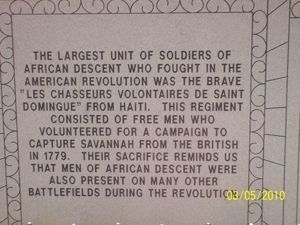 THE LARGEST UNIT OF SOLDIERS OF
AFRICAN DESCENT WHO FOUGHT IN THE
AMERICAN REVOLUTION WAS THE BRAVE
"LES CHASSEURS VOLONTAIRES DE SAINT
DOMINGUE" FROM HAITI. THIS REGIMENT
CONSISTED OF FREE MEN WHO
VOLUNTEERED FOR A CAMPAIGN TO
CAPTURE SAVANNAH FROM THE BRITISH
IN 1779. THEIR SACRIFICE REMINDS US
THAT MEN OF AFRICAN DESCENT WERE
ALSO PRESENT ON MANY OTHER
BATTLEFIELDS DURING THE REVOLUTION.
03/05/2010